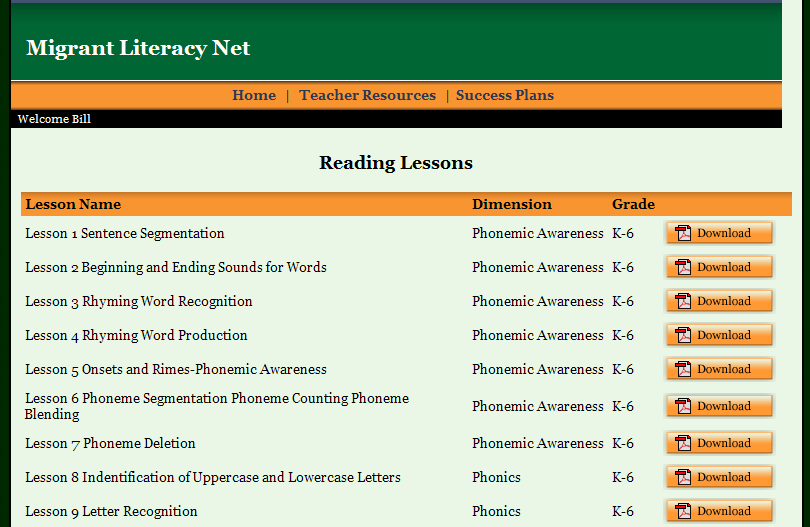 Migrant Literacy Net
Home | Teacher Resources | Success Plans
Welcome Bill
Reading Lessons
Lesson Name Dimension Grade
Lesson 1 Sentence Segmentation Phonemic Awareness K-6 Download
Lesson 2 Beginning and Ending Sounds for Words Phonemic Awareness K-6 Download
Lesson 3 Rhyming Word Recognition Phonemic Awareness K-6 Download
Lesson 4 Rhyming Word Production Phonemic Awareness K-6 Download
Lesson 5 Onsets and Rimes-Phonemic Awareness Phonemic Awareness K-6 Download
Lesson 6 Phoneme Segmentation Phoneme Counting Phoneme
Blending Phonemic Awareness K-6 Download
Lesson 7 Phoneme Deletion Phonemic Awareness K-6 Download
Lesson 8 Indentification of Uppercase and Lowercase Letters Phonics K-6 Download
Lesson 9 Letter Recognition Phonics K-6 Download